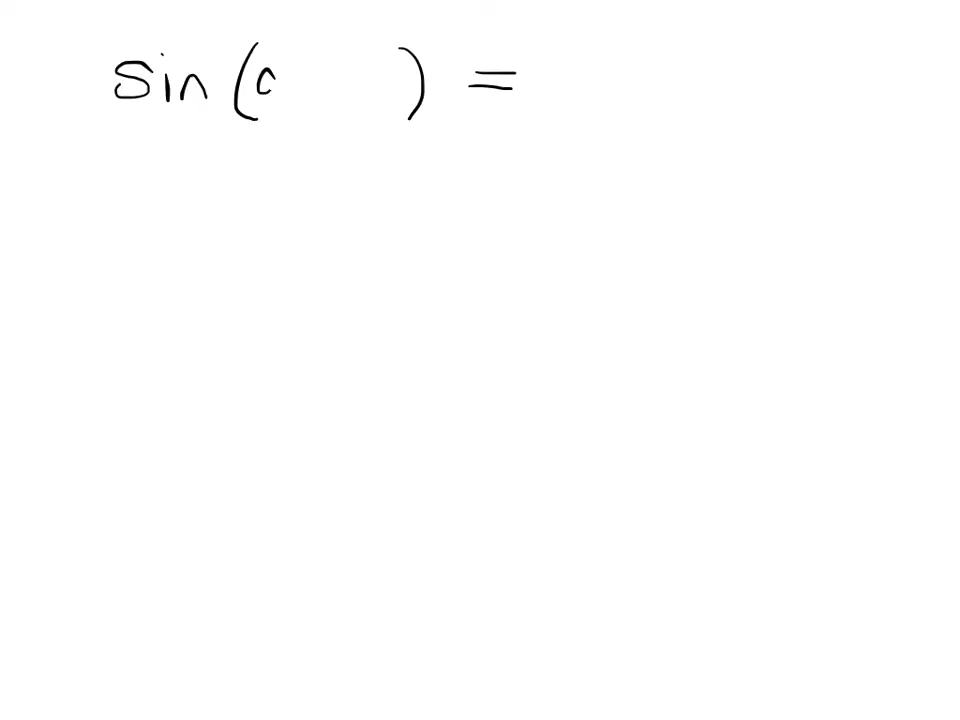 sin(c ) =